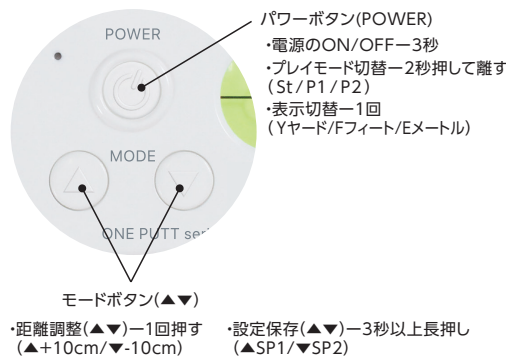 パワーボタン(POWER)
・電源のON/OFFー3秒
・プレイモード切替ー2秒押して離す
(St/P1/P2)
・表示切替ー1回
(Yヤード/Fフィート/Eメートル)
POWER
MODE
ONE PUTT seri
モードボタン(▲▼)
・距離調整(▲▼)ー1回押す
(▲+10cm/▼-10cm)
・設定保存(▲▼)ー3秒以上長押し
(▲SP1/▼SP2)